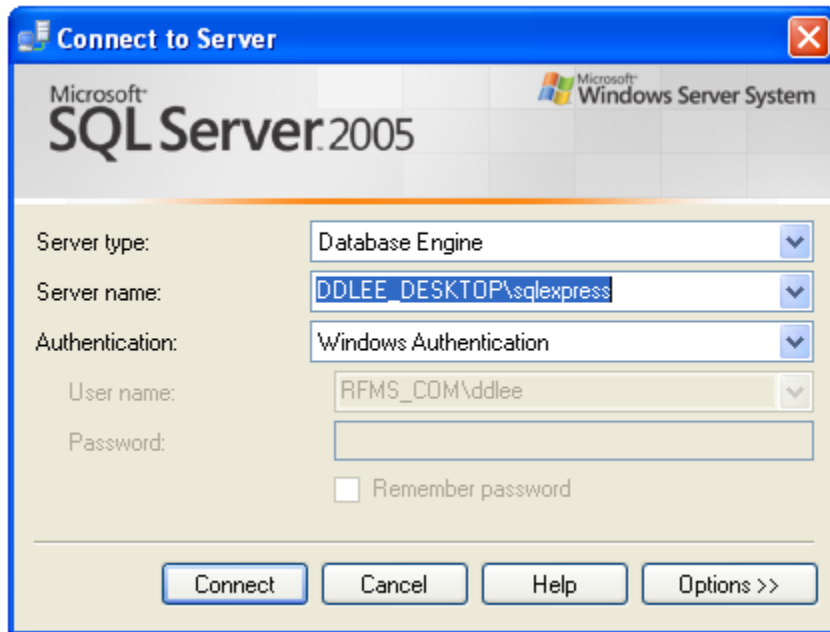 Connect to Server
Microsoft
SQL Server 2005
Microsoft
Windows Server System
Server type: Database Engine
Server name: DDLEE_DESKTOP\sqlexpress
Authentication: Windows Authentication
User name: RFMS_COM\ddlee
Password:
Remember password
Connect Cancel Help Options >>